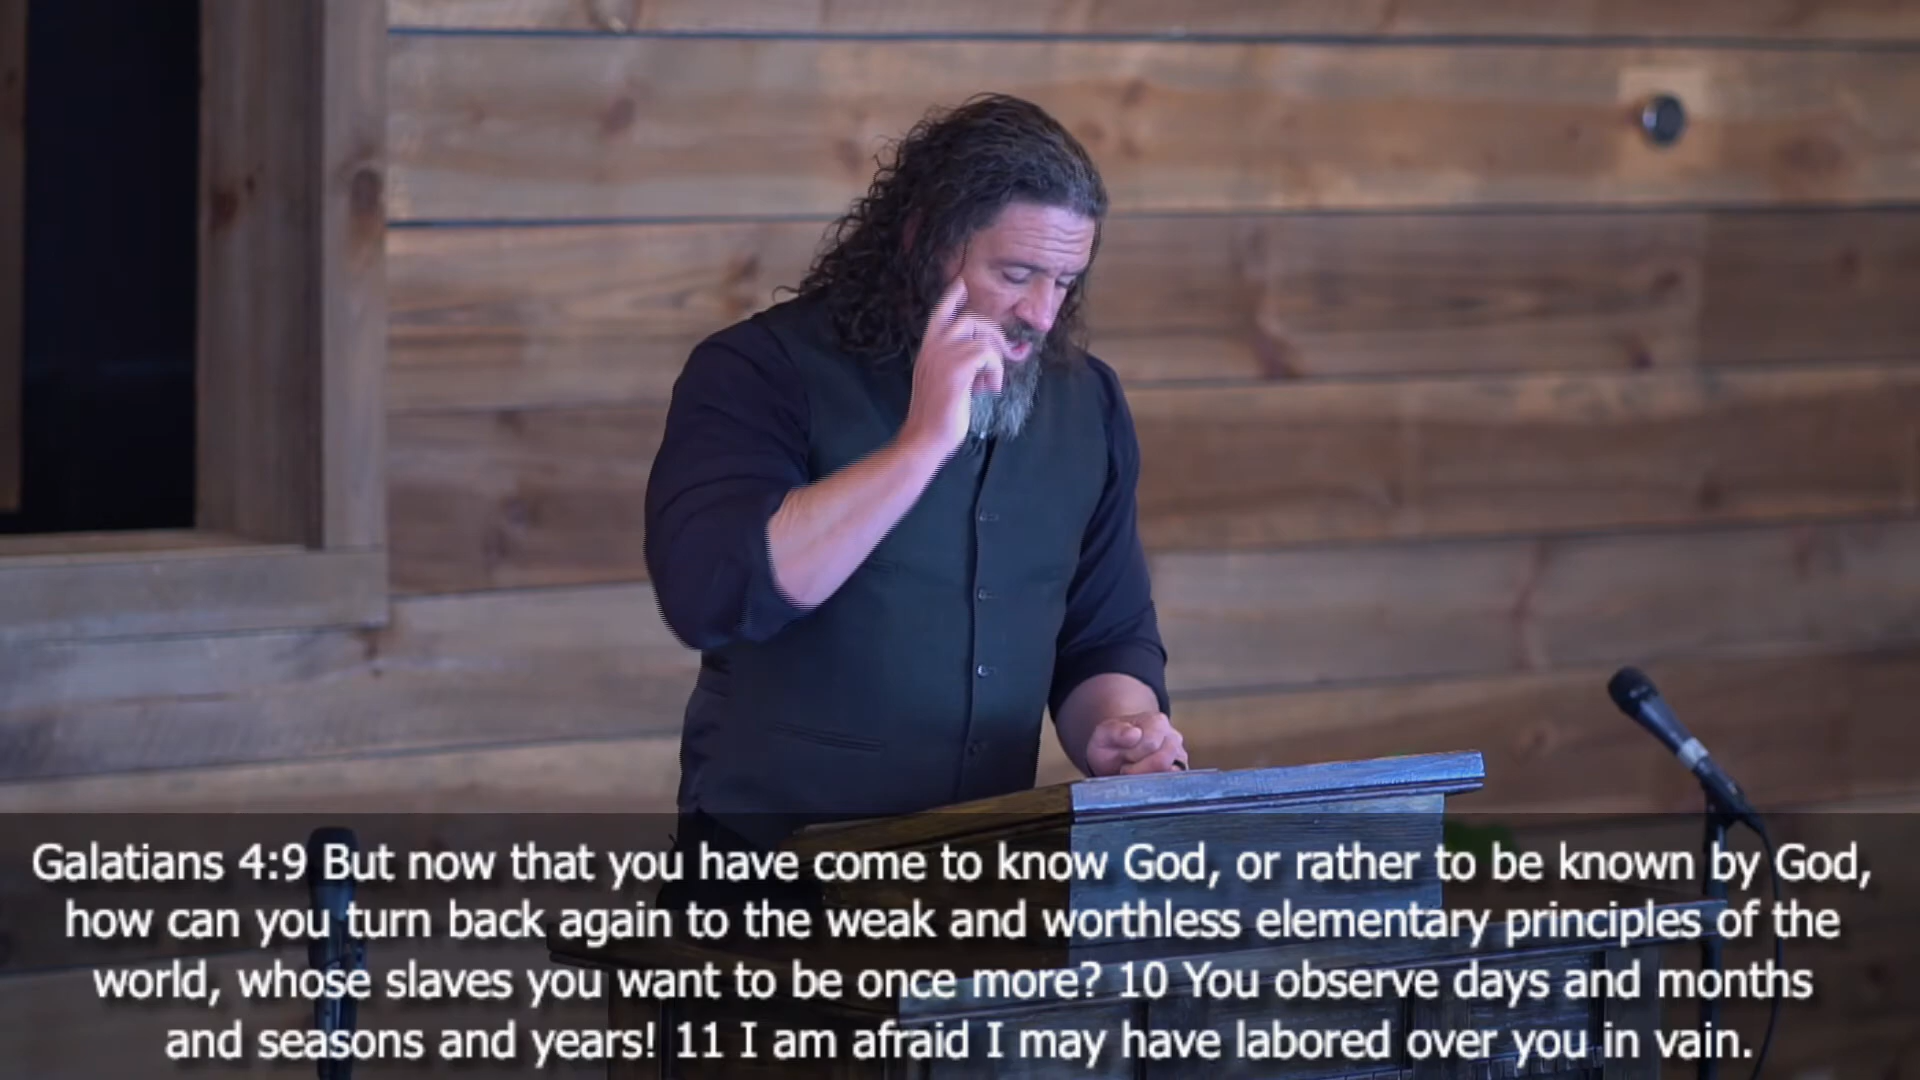 Galatians 4:9 But now that you have come to know God, or rather to be known by God,
how can you turn back again to the weak and worthless elementary principles of the
world, whose slaves you want to be once more? 10 You observe days and months
and seasons and years! 11 I am afraid I may have labored over you in vain.